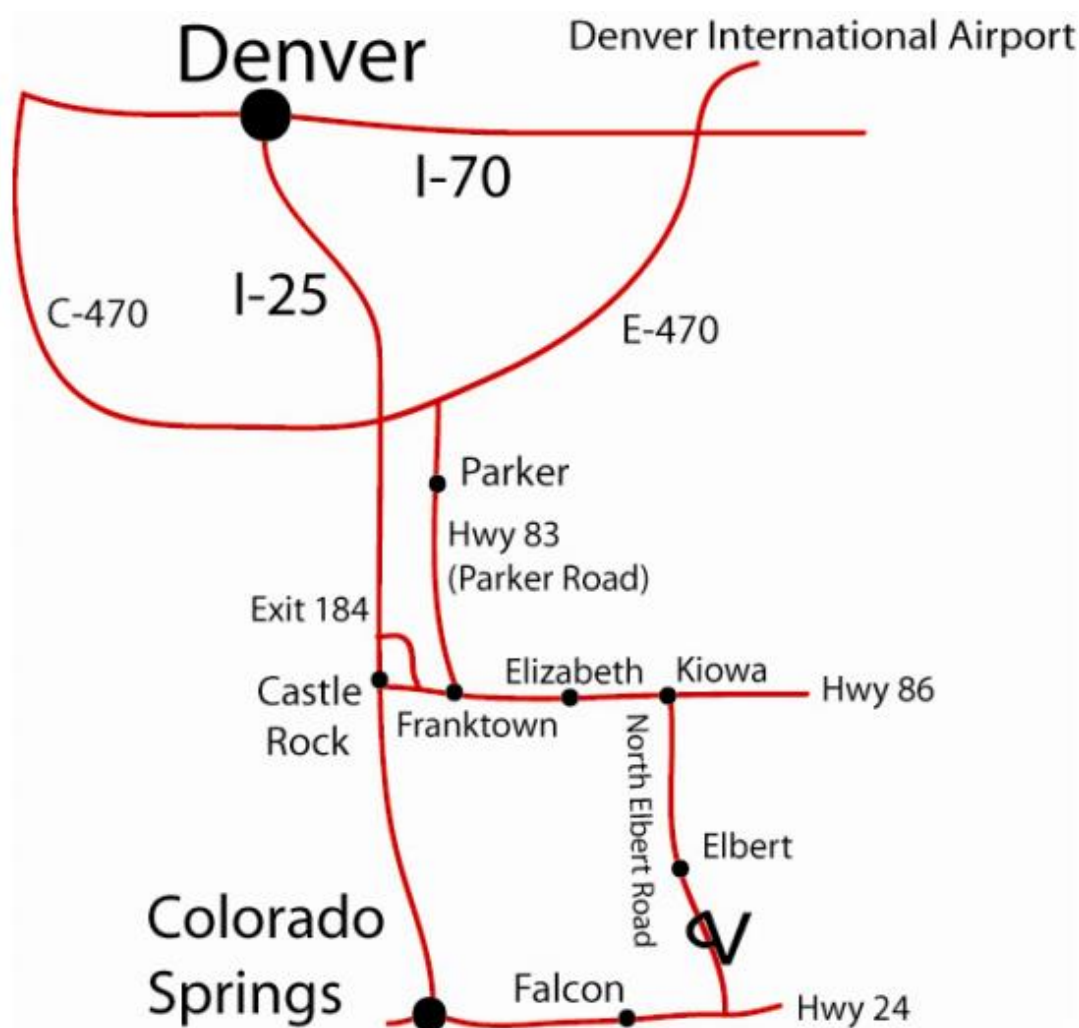 Denver
Denver International Airport
I-70
I-25
C-470
E-470
Parker
Hwy 83
(Parker Road)
Exit 184
Castle
Rock
Franktown
Elizabeth
Kiowa
Hwy 86
North Elbert Road
Elbert
V
Colorado
Springs
Falcon
Hwy 24